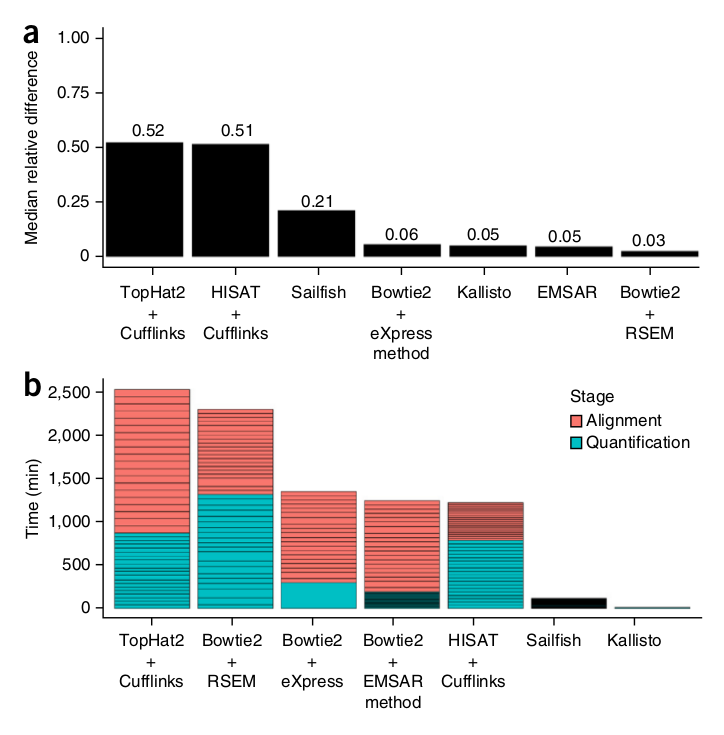 a
Median relative difference
1.00
0.75
0.50
0.25
0
0.52
0.51
0.21
0.06
0.05
0.05
0.03
TopHat2
+
Cufflinks
HISAT
+
Cufflinks
Sailfish
Bowtie2
+
eXpress
method
Kallisto
EMSAR
Bowtie2
+
RSEM
b
Time (min)
2,500
2,000
1,500
1,000
500
0
Stage
Alignment
Quantification
TopHat2
+
Cufflinks
Bowtie2
+
RSEM
Bowtie2
+
eXpress
Bowtie2
+
EMSAR
method
HISAT
+
Cufflinks
Sailfish
Kallisto